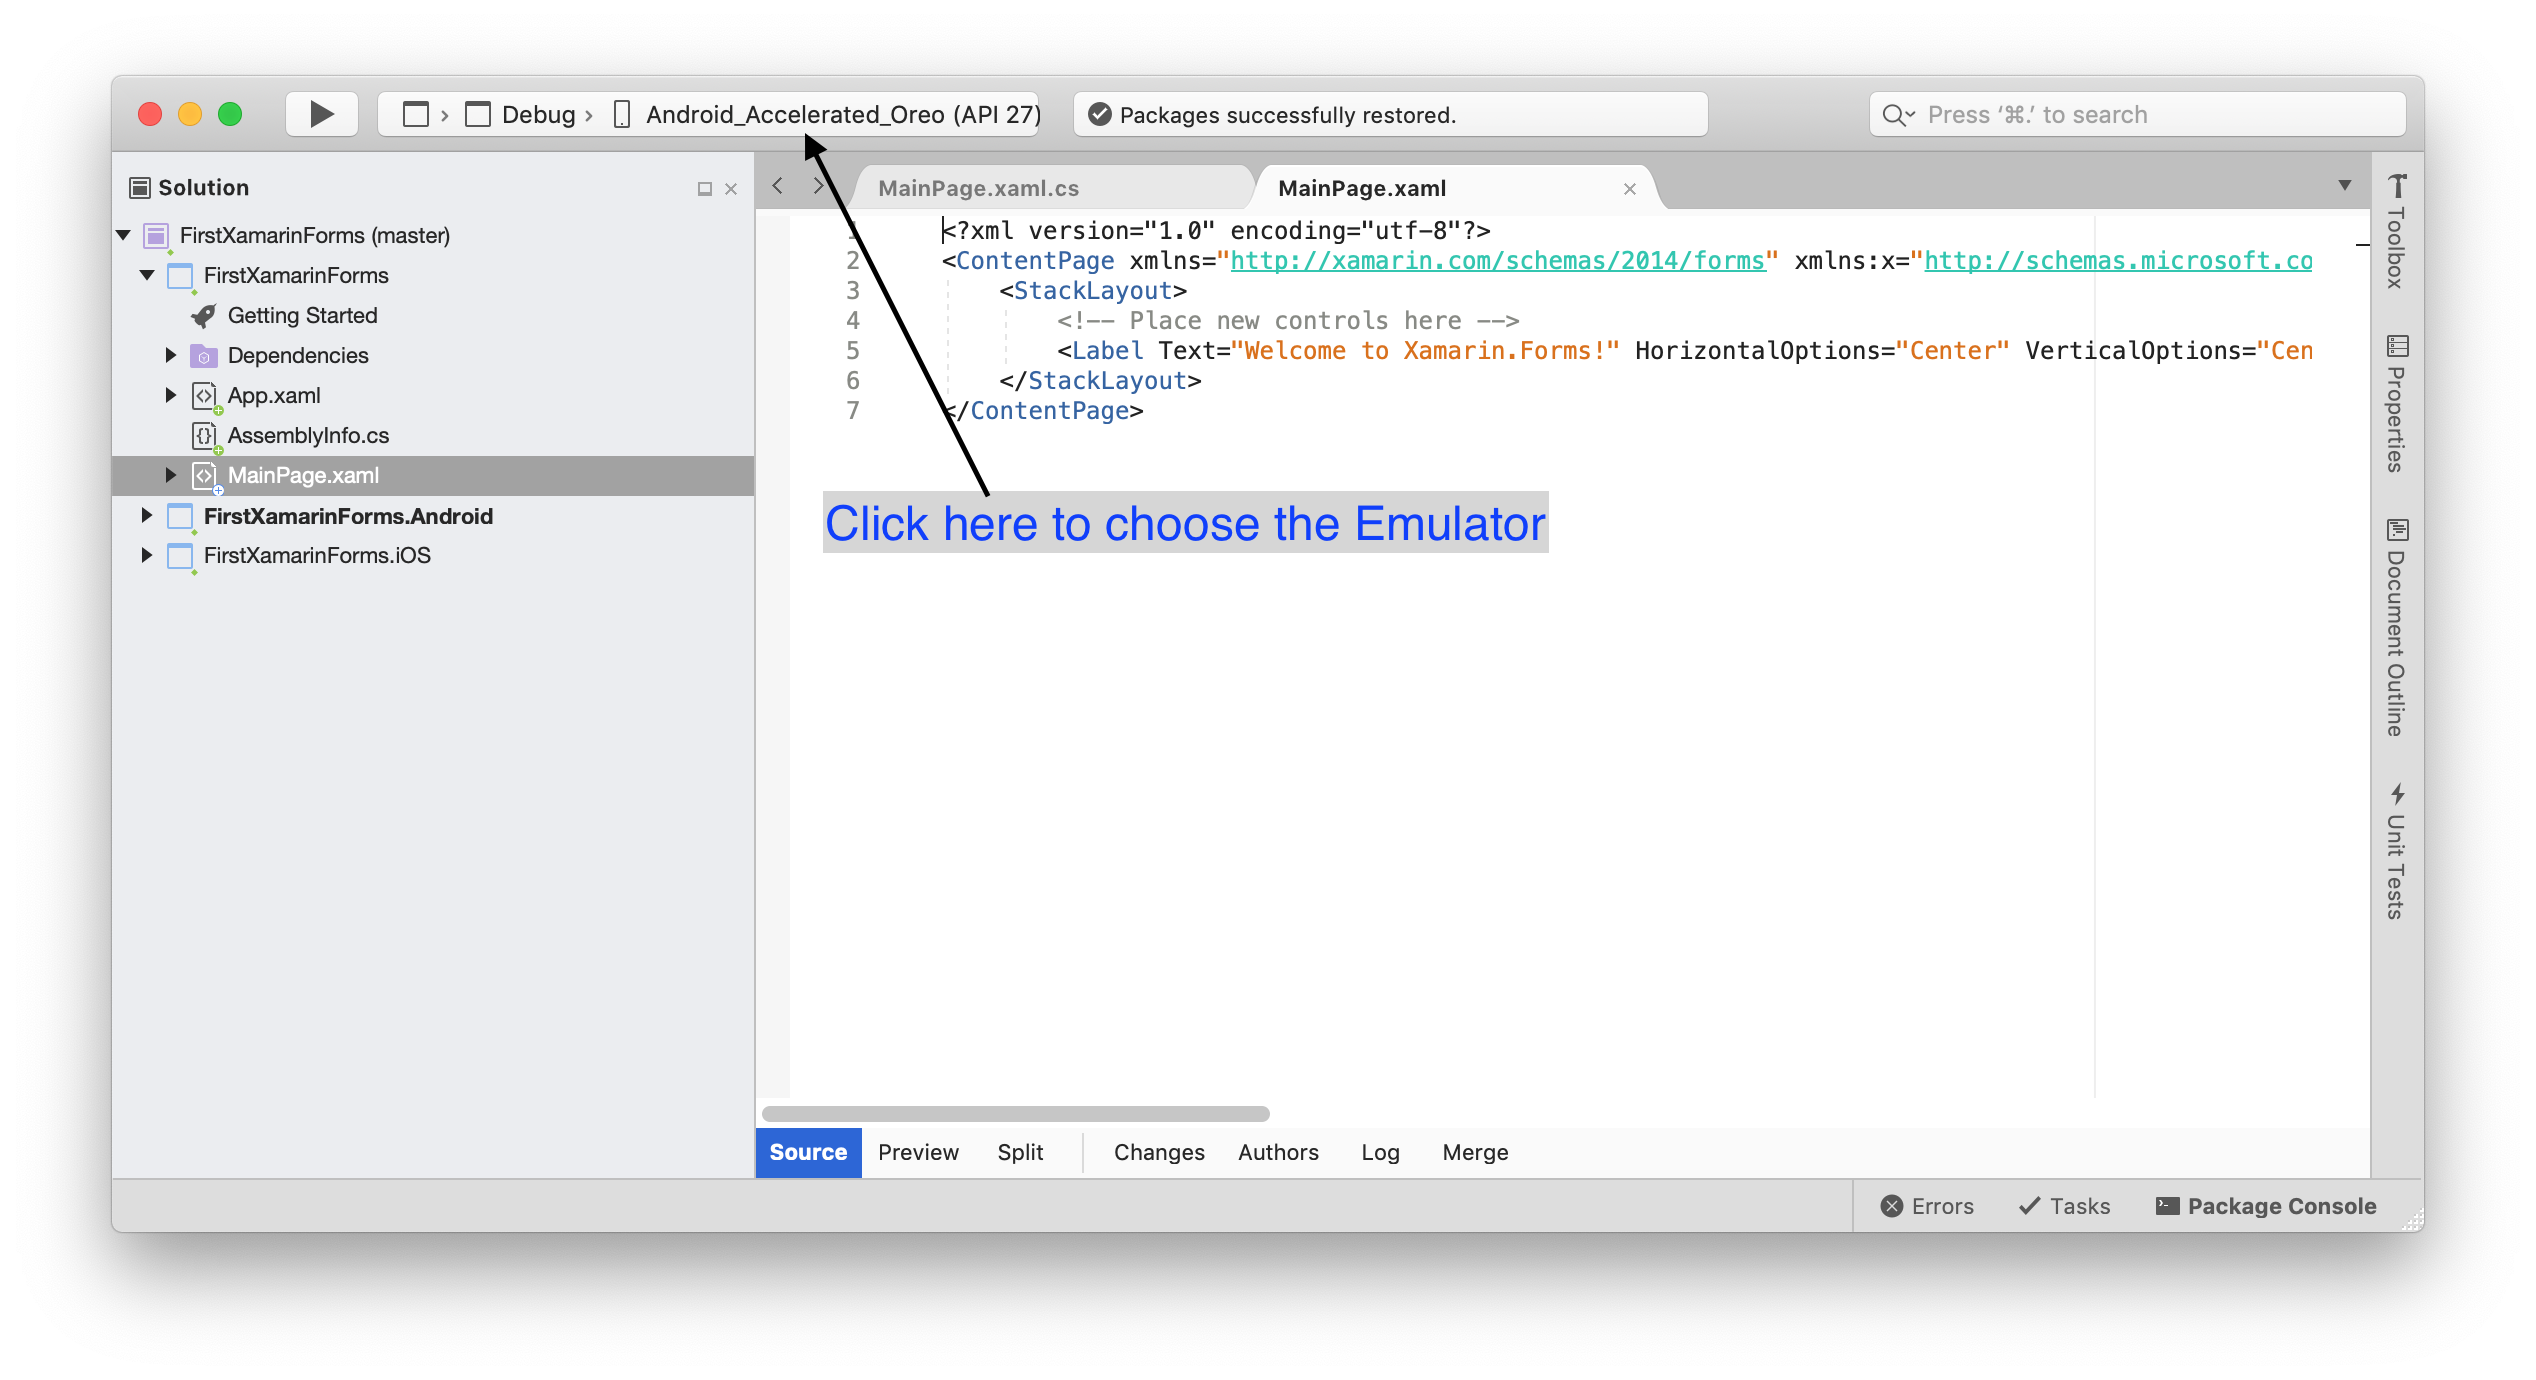 Debug Android_Accelerated_Oreo (API 27)
Packages successfully restored.
Press ‘⌘.’ to search
Solution
FirstXamarinForms (master)
FirstXamarinForms
Getting Started
Dependencies
App.xaml
AssemblyInfo.cs
MainPage.xaml
FirstXamarinForms.Android
FirstXamarinForms.iOS
MainPage.xaml.cs
MainPage.xaml
1 <?xml version="1.0" encoding="utf-8"?>
2 <ContentPage xmlns="http://xamarin.com/schemas/2014/forms" xmlns:x="http://schemas.microsoft.co
3 <StackLayout>
4 <!-- Place new controls here -->
5 <Label Text="Welcome to Xamarin.Forms!" HorizontalOptions="Center" VerticalOptions="Cen
6 </StackLayout>
7 </ContentPage>
Click here to choose the Emulator
Toolbox
Properties
Document Outline
Unit Tests
Source Preview Split Changes Authors Log Merge
Errors Tasks Package Console